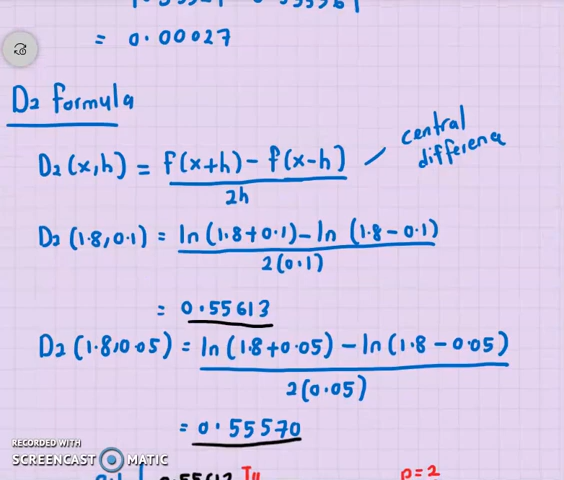 = 0.00027
D2 formula
D2(x,h) = f(x+h) - f(x-h) / 2h
central difference
D2(1.8,0.1) = ln(1.8+0.1) - ln(1.8-0.1) / 2(0.1)
= 0.55613
D2(1.8,0.05) = ln(1.8+0.05) - ln(1.8-0.05) / 2(0.05)
= 0.55570
RECORDED WITH
SCREENCAST MATIC
p=2